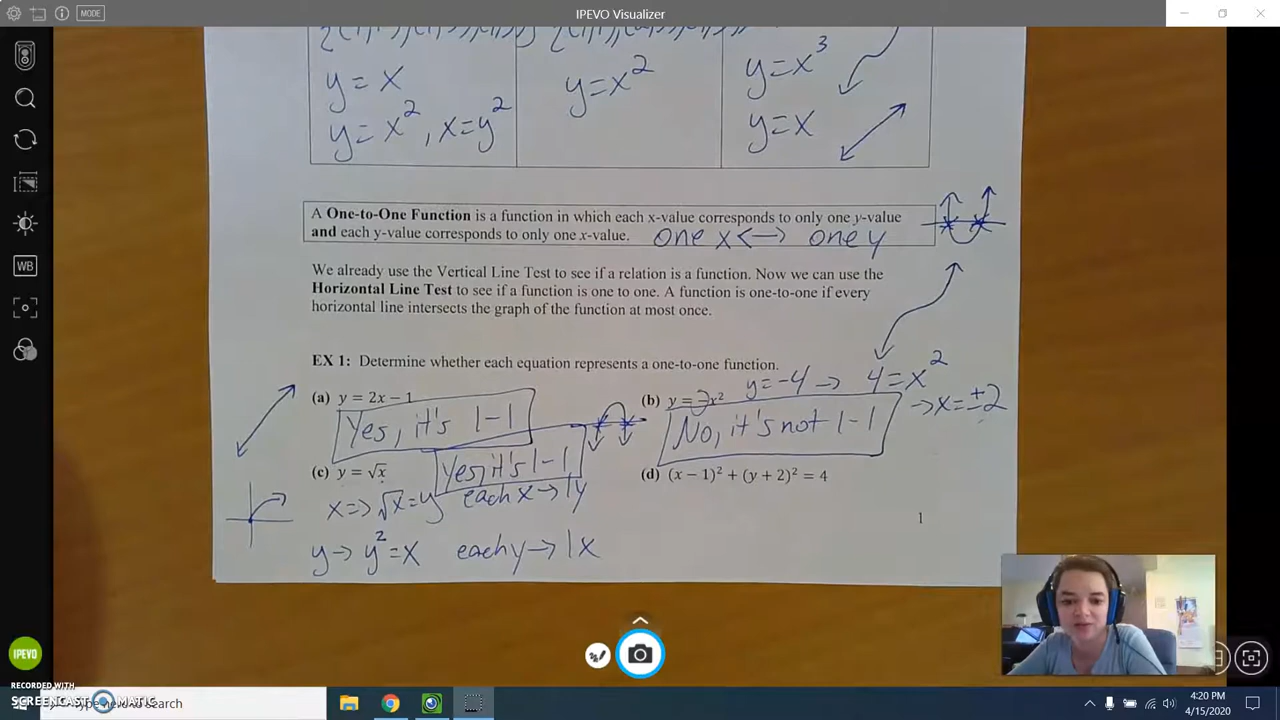 IPEVO Visualizer
MODE
y = x
y = x²
y = x³
y = x² , x = y²
y = x
A One-to-One Function is a function in which each x-value corresponds to only one y-value
and each y-value corresponds to only one x-value. one x ⟷ one y
We already use the Vertical Line Test to see if a relation is a function. Now we can use the
Horizontal Line Test to see if a function is one to one. A function is one-to-one if every
horizontal line intersects the graph of the function at most once.
EX 1: Determine whether each equation represents a one-to-one function.
(a) y = 2x − 1
Yes, it's 1-1
(b) y = −x² y = -4 → 4 = x²
→ x = ±2
No, it's not 1-1
(c) y = √x
Yes, it's 1-1
x => √x = y each x → 1y
y → y² = x each y → 1x
(d) (x − 1)² + (y + 2)² = 4
1
WB
IPEVO
RECORDED WITH
SCREENCAST MATIC
here to search
4:20 PM
4/15/2020